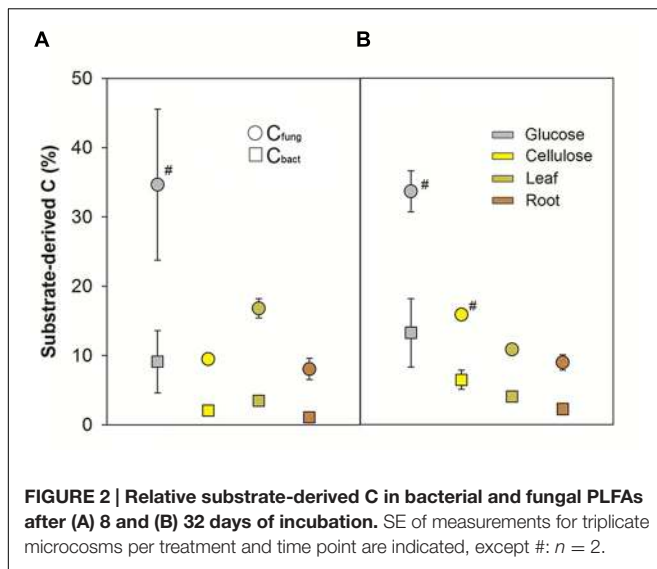 A
B
50
40
30
20
10
0
Substrate-derived C (%)
#
Cfung
Cbact
#
#
Glucose
Cellulose
Leaf
Root
FIGURE 2 | Relative substrate-derived C in bacterial and fungal PLFAs
after (A) 8 and (B) 32 days of incubation. SE of measurements for triplicate
microcosms per treatment and time point are indicated, except #: n = 2.